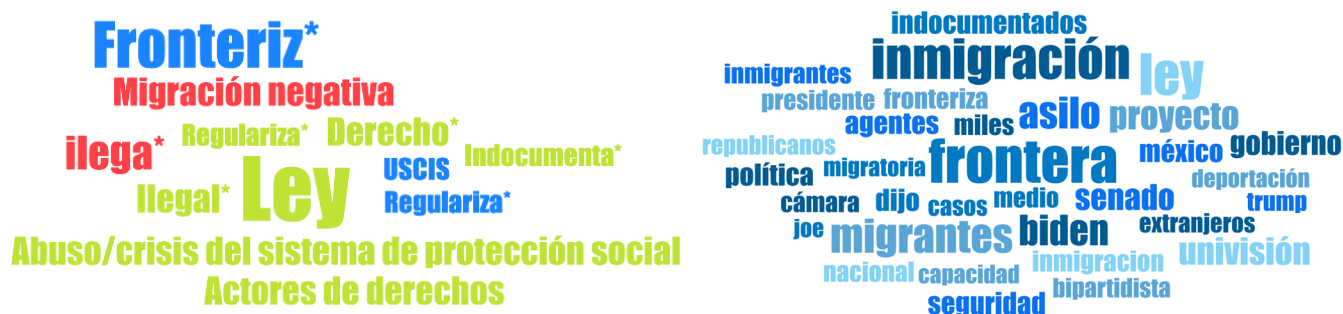 Fronteriz*
Migración negativa
ilega*
Regulariza*
Derecho*
Indocumenta*
USCIS
Ilegal*
Ley
Regulariza*
Abuso/crisis del sistema de protección social
Actores de derechos
indocumentados
inmigración
ley
inmigrantes
presidente
fronteriza
agentes
miles
asilo
proyecto
republicanos
migratoria
frontera
méxico
gobierno
política
deportación
cámara
dijo
casos
medio
senado
trump
joe
migrantes
biden
extranjeros
univisión
nacional
capacidad
inmigracion
bipartidista
seguridad